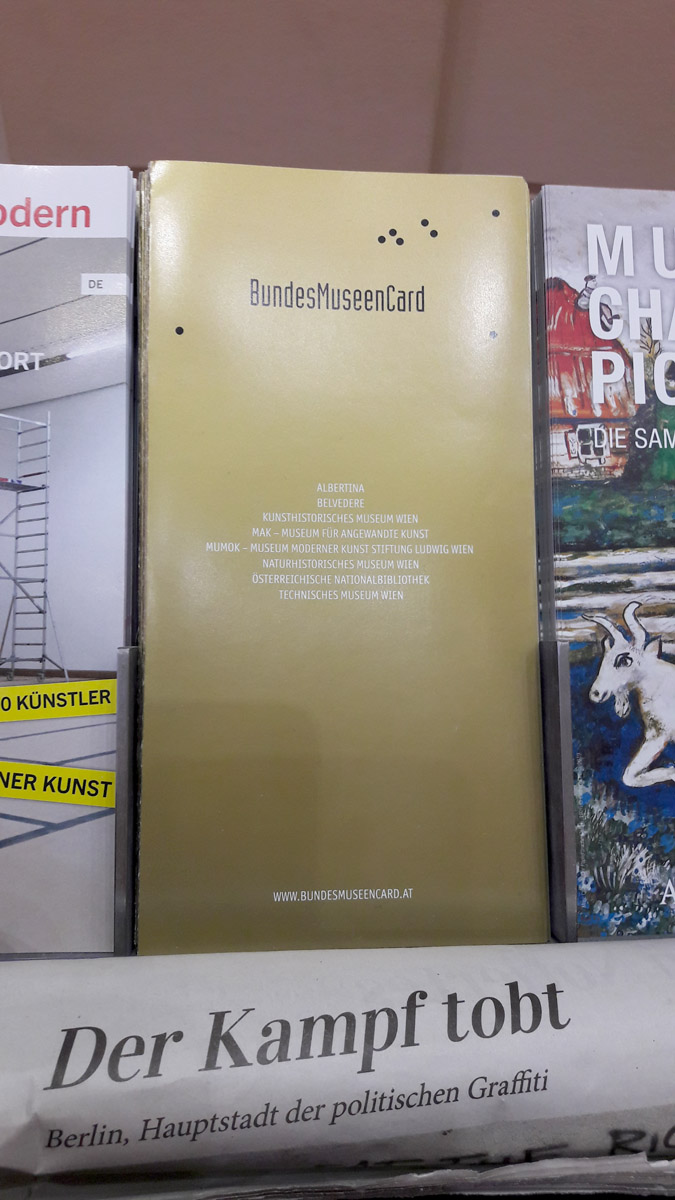 odern
DE
ORT
0 KÜNSTLER
NER KUNST
BundesMuseenCard
ALBERTINA
BELVEDERE
KUNSTHISTORISCHES MUSEUM WIEN
MAK – MUSEUM FÜR ANGEWANDTE KUNST
MUMOK – MUSEUM MODERNER KUNST STIFTUNG LUDWIG WIEN
NATURHISTORISCHES MUSEUM WIEN
ÖSTERREICHISCHE NATIONALBIBLIOTHEK
TECHNISCHES MUSEUM WIEN
WWW.BUNDESMUSEENCARD.AT
MU
CHA
PIC
DIE SAM
A
Der Kampf tobt
Berlin, Hauptstadt der politischen Graffiti